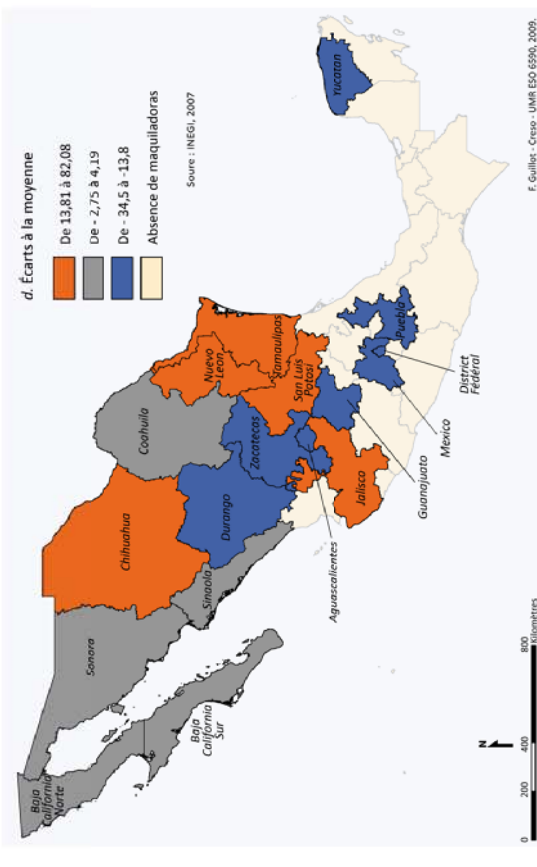 d. Écarts à la moyenne
De 13,81 à 82,08
De - 2,75 à 4,19
De - 34,5 à -13,8
Absence de maquiladoras
Soure : INEGI, 2007
Baja
California
Norte
Baja
California
Sur
Sonora
Chihuahua
Coahuila
Nuevo
Leon
Tamaulipas
Sinaola
Durango
Zacatecas
San Luis
Potosi
Aguascalientes
Jalisco
Guanajuato
Mexico
District
Fédéral
Puebla
Yucatan
N
0
400
800
Kilomètres
F. Guillot - Creso - UMR ESO 6590, 2009.